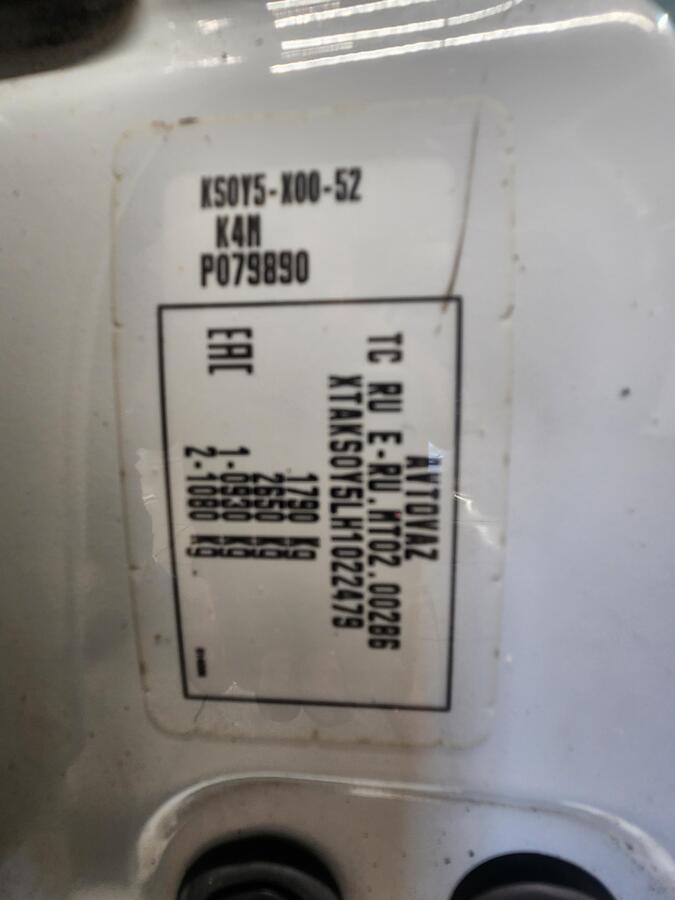 KS0Y5-X00-52
K4M
P079890
AVTOVAZ
TC RU E-RU.MT02.00286
XTAKS0Y5LH1022479
1790 Kg
2650 Kg
1-0930 Kg
2-1080 Kg
EAC